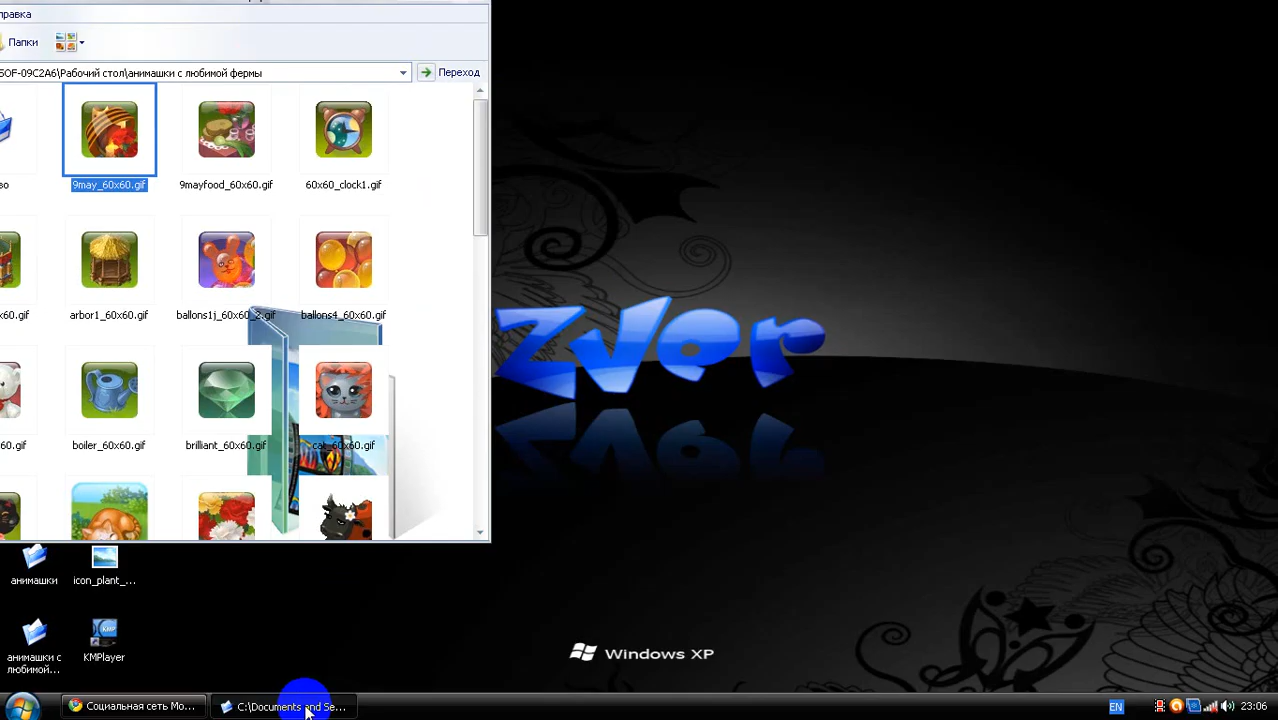 правка
Папки
SOF-09C2A6\Рабочий стол\анимашки с любимой фермы
Переход
9may_60x60.gif
9mayfood_60x60.gif
60x60_clock1.gif
arbor1_60x60.gif
ballons1j_60x60_2.gif
ballons4_60x60.gif
boiler_60x60.gif
brilliant_60x60.gif
cat_60x60.gif
Zver
анимашки
icon_plant_...
анимашки с
любимой...
KMP
KMPlayer
Windows XP
Социальная сеть Мо...
C:\Documents and Se...
EN
23:06